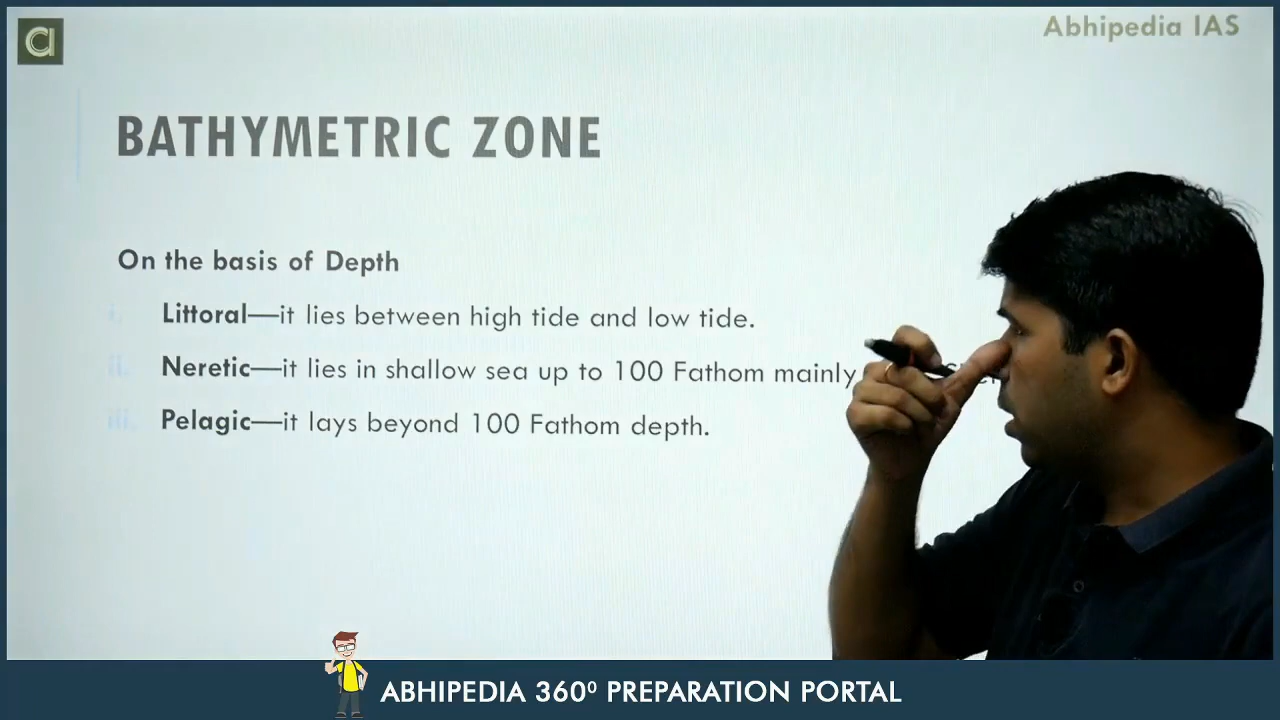 Abhipedia IAS
BATHYMETRIC ZONE
On the basis of Depth
i. Littoral—it lies between high tide and low tide.
ii. Neretic—it lies in shallow sea up to 100 Fathom mainly
iii. Pelagic—it lays beyond 100 Fathom depth.
ABHIPEDIA 360⁰ PREPARATION PORTAL